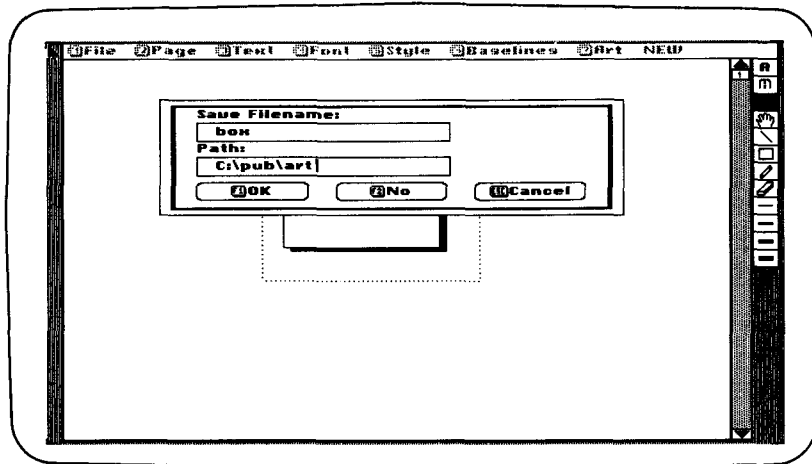 File Page Text Font Style Baselines Art NEW
1 A
m
Save Filename:
box
Path:
C:\pub\art
OK No Cancel